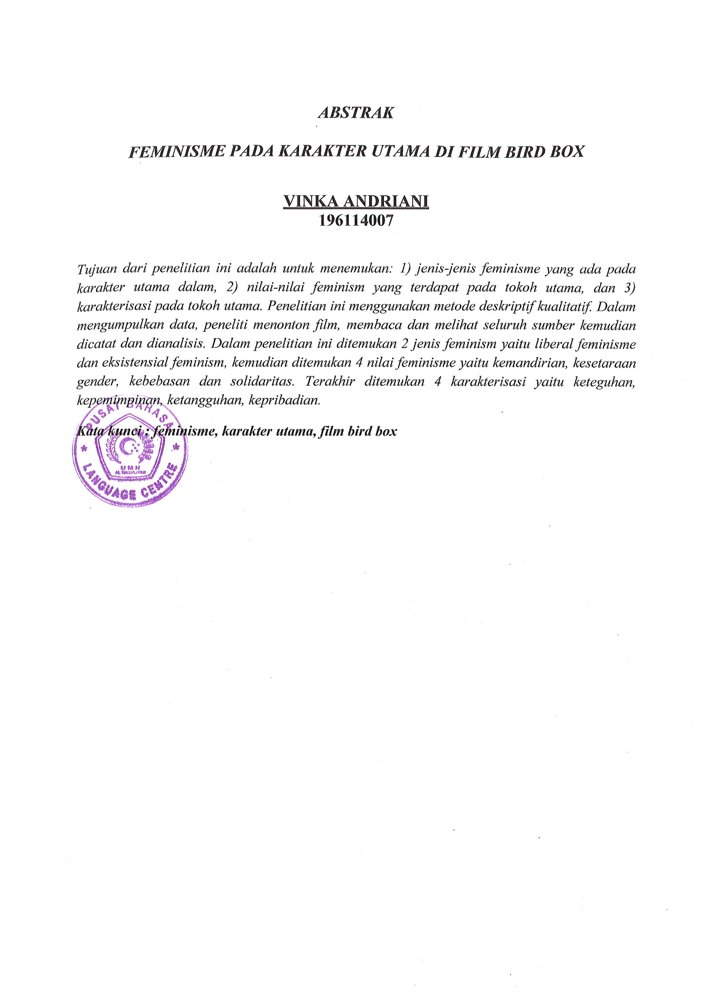 ABSTRAK
FEMINISME PADA KARAKTER UTAMA DI FILM BIRD BOX
VINKA ANDRIANI
196114007
Tujuan dari penelitian ini adalah untuk menemukan: 1) jenis-jenis feminisme yang ada pada
karakter utama dalam, 2) nilai-nilai feminism yang terdapat pada tokoh utama, dan 3)
karakterisasi pada tokoh utama. Penelitian ini menggunakan metode deskriptif kualitatif. Dalam
mengumpulkan data, peneliti menonton film, membaca dan melihat seluruh sumber kemudian
dicatat dan dianalisis. Dalam penelitian ini ditemukan 2 jenis feminism yaitu liberal feminisme
dan eksistensial feminism, kemudian ditemukan 4 nilai feminisme yaitu kemandirian, kesetaraan
gender, kebebasan dan solidaritas. Terakhir ditemukan 4 karakterisasi yaitu keteguhan,
kepemimpinan, ketangguhan, kepribadian.
Kata kunci : feminisme, karakter utama, film bird box
PUSAT BAHASA
UMN
AL WASHLIYAH
LANGUAGE CENTRE